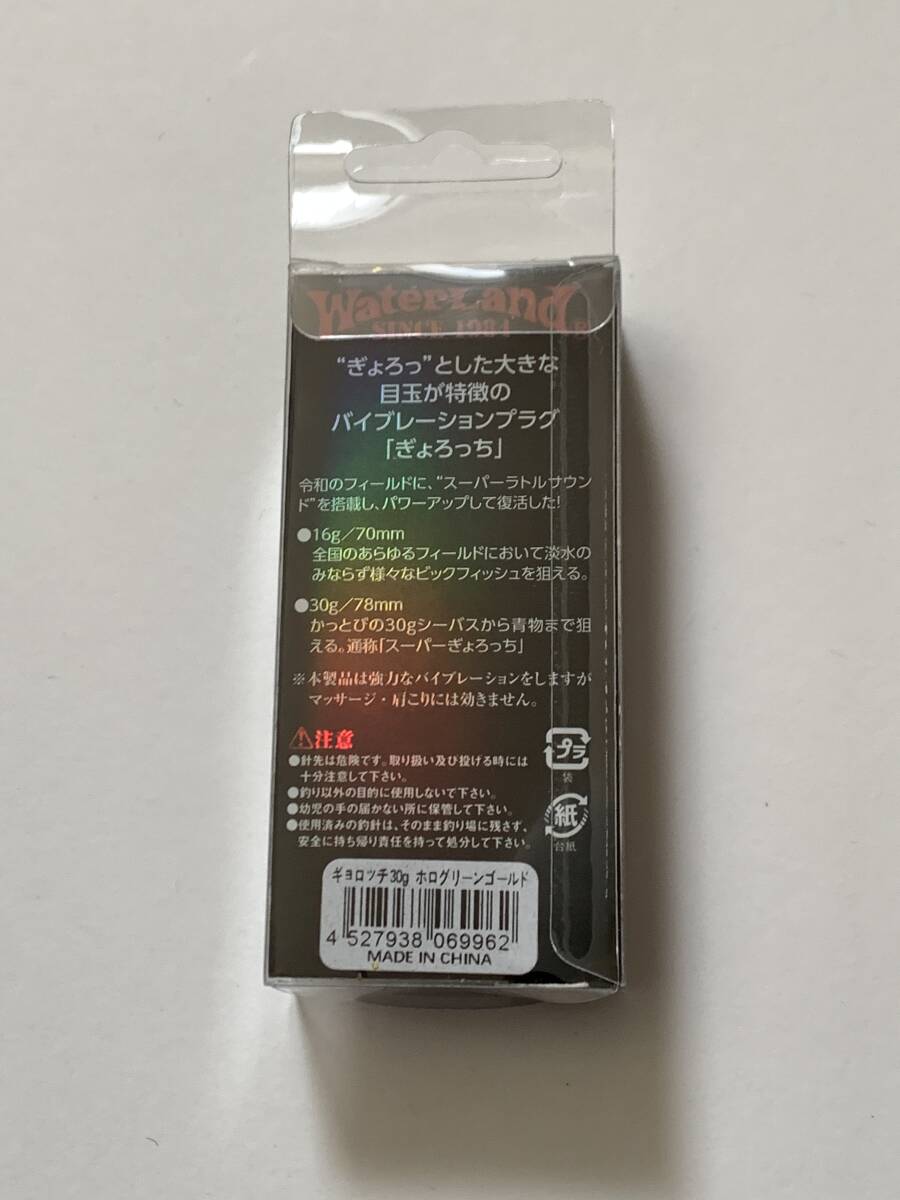 WaterLand®
SINCE 1984
“ぎょろっ”とした大きな
目玉が特徴の
バイブレーションプラグ
「ぎょろっち」
令和のフィールドに、“スーパーラトルサウン
ド”を搭載し、パワーアップして復活した!
●16g/70mm
全国のあらゆるフィールドにおいて淡水の
みならず様々なビックフィッシュを狙える。
●30g/78mm
かっとびの30gシーバスから青物まで狙
える。通称「スーパーぎょろっち」
※本製品は強力なバイブレーションをしますが
マッサージ・肩こりには効きません。
注意
●針先は危険です。取り扱い及び投げる時には
十分注意して下さい。
●釣り以外の目的に使用しないで下さい。
●幼児の手の届かない所に保管して下さい。
●使用済みの釣針は、そのまま釣り場に残さず、
安全に持ち帰り責任を持って処分して下さい。
プラ
袋
紙
台紙
ギョロッチ30g ホログリーンゴールド
4 527938 069962
MADE IN CHINA